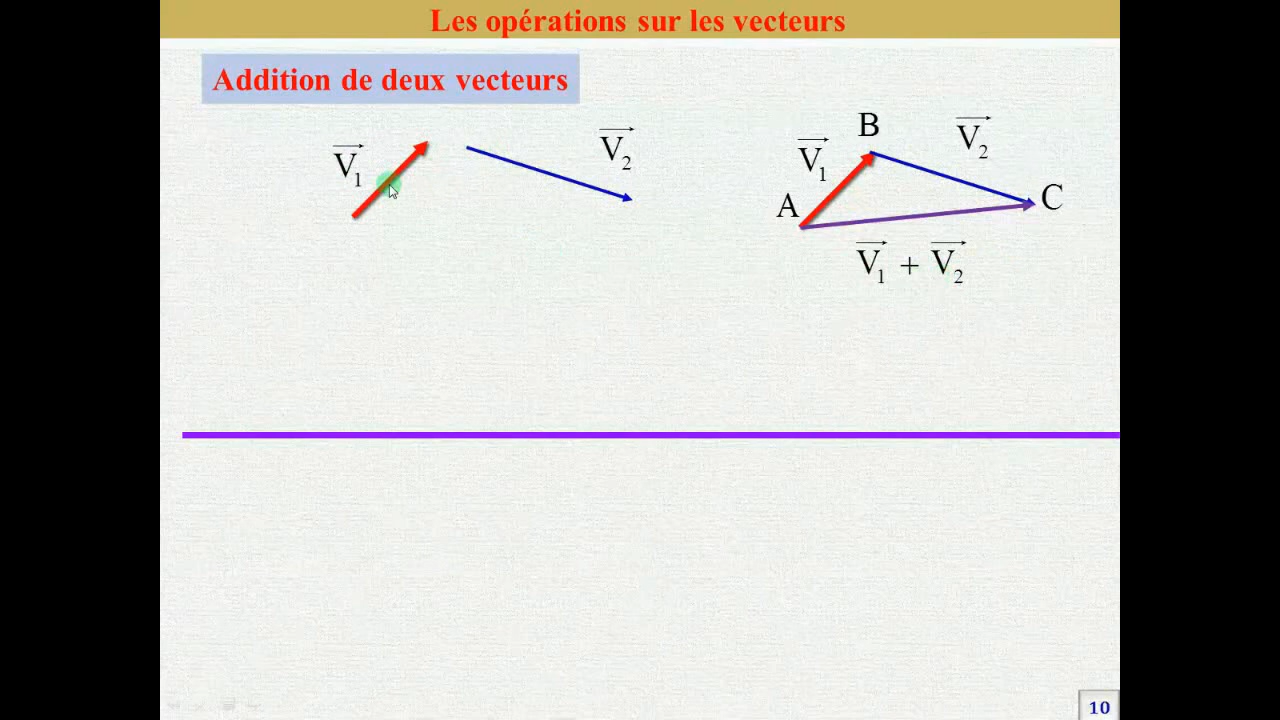 Les opérations sur les vecteurs
Addition de deux vecteurs
V₁
V₂
V₁
B
V₂
A
C
V₁ + V₂
10